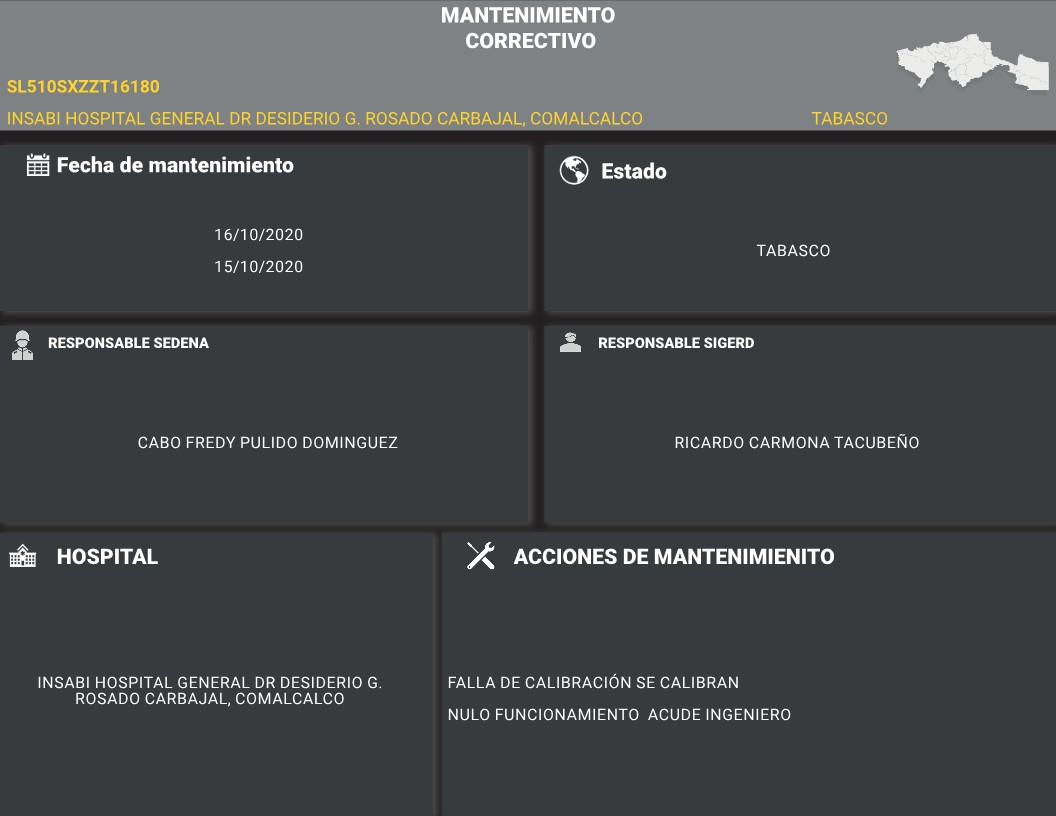 MANTENIMIENTO
CORRECTIVO
SL510SXZZT16180
INSABI HOSPITAL GENERAL DR DESIDERIO G. ROSADO CARBAJAL, COMALCALCO TABASCO
Fecha de mantenimiento
16/10/2020
15/10/2020
Estado
TABASCO
RESPONSABLE SEDENA
CABO FREDY PULIDO DOMINGUEZ
RESPONSABLE SIGERD
RICARDO CARMONA TACUBEÑO
HOSPITAL
INSABI HOSPITAL GENERAL DR DESIDERIO G.
ROSADO CARBAJAL, COMALCALCO
ACCIONES DE MANTENIMIENITO
FALLA DE CALIBRACIÓN SE CALIBRAN
NULO FUNCIONAMIENTO ACUDE INGENIERO